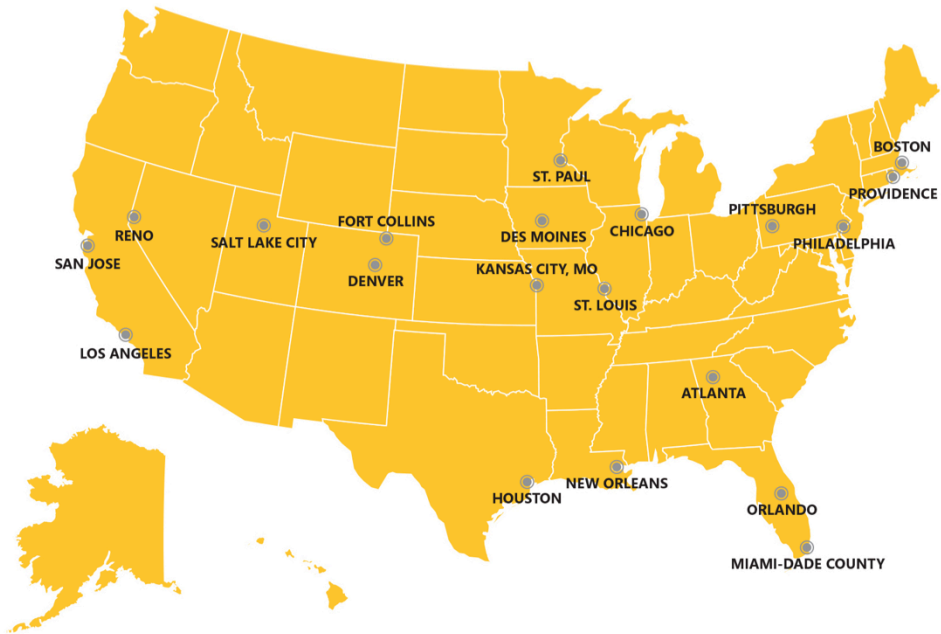 BOSTON
ST. PAUL
PROVIDENCE
PITTSBURGH
FORT COLLINS
CHICAGO
RENO
DES MOINES
SALT LAKE CITY
PHILADELPHIA
SAN JOSE
KANSAS CITY, MO
DENVER
ST. LOUIS
LOS ANGELES
ATLANTA
NEW ORLEANS
HOUSTON
ORLANDO
MIAMI-DADE COUNTY